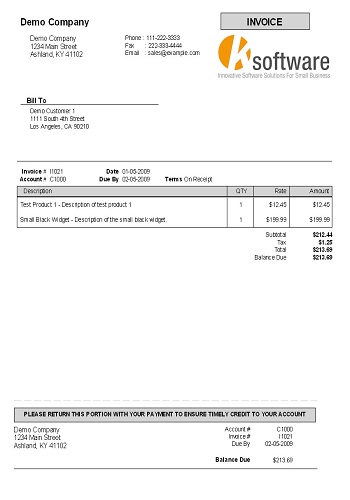 Demo Company
INVOICE
Demo Company
1234 Main Street
Ashland, KY 41102
Phone : 111-222-3333
Fax : 222-333-4444
Email : sales@example.com
Ksoftware
Innovative Software Solutions For Small Business
Bill To
Demo Customer 1
1111 South 4th Street
Los Angeles, CA 90210
Invoice # I1021 Date 01-05-2009
Account # C1000 Due By 02-05-2009 Terms On Receipt
Description QTY Rate Amount
Test Product 1 - Description of test product 1 1 $12.45 $12.45
Small Black Widget - Description of the small black widget. 1 $199.99 $199.99
Subtotal $212.44
Tax $1.25
Total $213.69
Balance Due $213.69
PLEASE RETURN THIS PORTION WITH YOUR PAYMENT TO ENSURE TIMELY CREDIT TO YOUR ACCOUNT
Demo Company
1234 Main Street
Ashland, KY 41102
Account # C1000
Invoice # I1021
Due By 02-05-2009
Balance Due $213.69